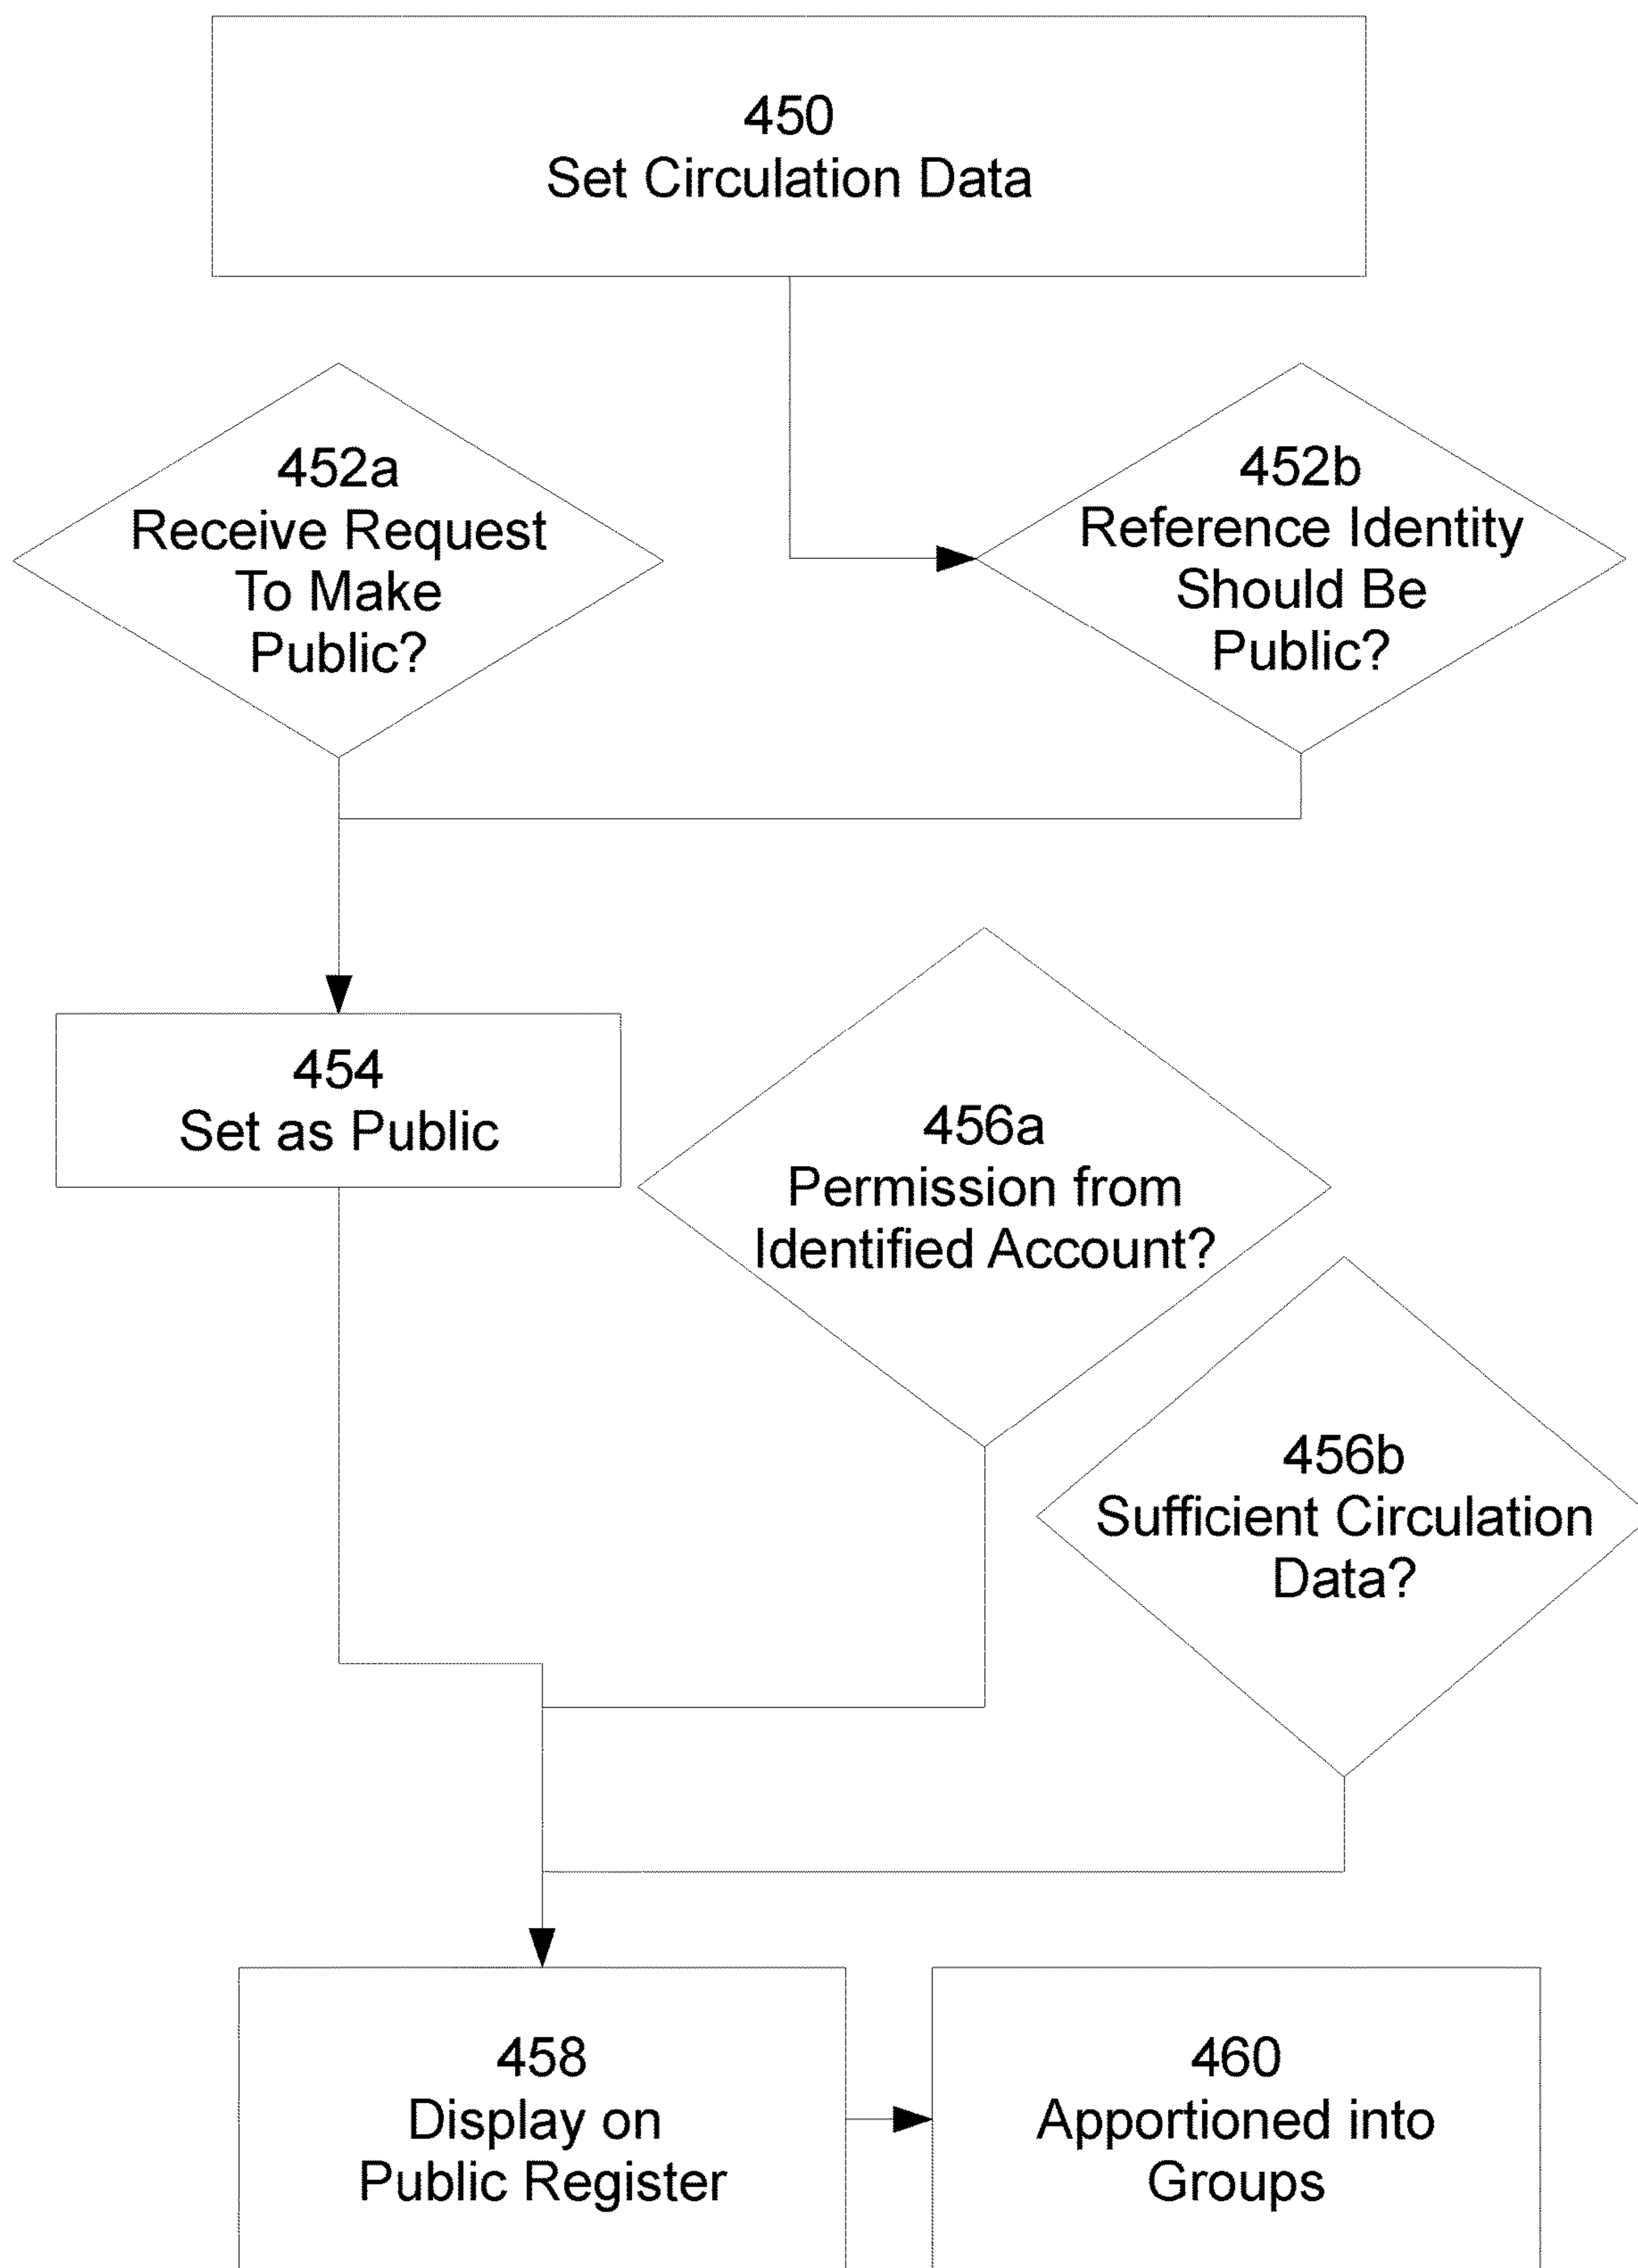 450
Set Circulation Data
452a
Receive Request
To Make
Public?
452b
Reference Identity
Should Be
Public?
454
Set as Public
456a
Permission from
Identified Account?
456b
Sufficient Circulation
Data?
458
Display on
Public Register
460
Apportioned into
Groups